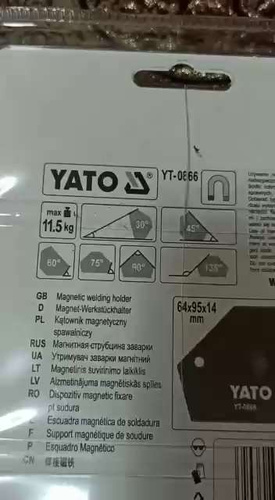 YATO ® YT-0866
max
11.5 kg
30°
45°
60°
75°
90°
135°
GB Magnetic welding holder
D Magnet-Werkstückhalter
PL Kątownik magnetyczny
spawalniczy
RUS Магнитная струбцина заварки
UA Утримувач заварки магнітний
LT Magnetinis suvirinimo laikiklis
LV Aizmetinājuma magnētiskās spīles
RO Dispozitiv magnetic fixare
pt sudura
E Escuadra magnética de soldadura
F Support magnétique de soudure
P Esquadro Magnético
CN
64x95x14
mm
YATO
YT-0866